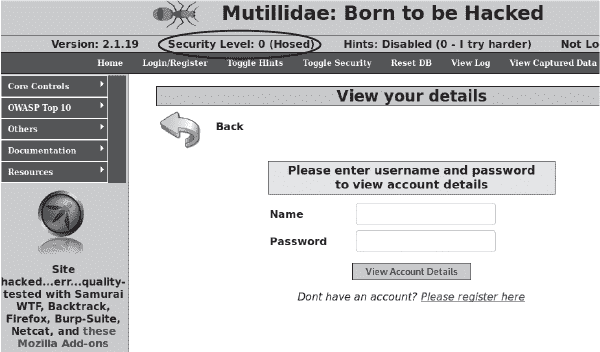 Mutillidae: Born to be Hacked
Version: 2.1.19 Security Level: 0 (Hosed) Hints: Disabled (0 - I try harder) Not Lo
Home Login/Register Toggle Hints Toggle Security Reset DB View Log View Captured Data
Core Controls
OWASP Top 10
Others
Documentation
Resources
Site
hacked...err...quality-
tested with Samurai
WTF, Backtrack,
Firefox, Burp-Suite,
Netcat, and these
Mozilla Add-ons
View your details
Back
Please enter username and password
to view account details
Name
Password
View Account Details
Dont have an account? Please register here